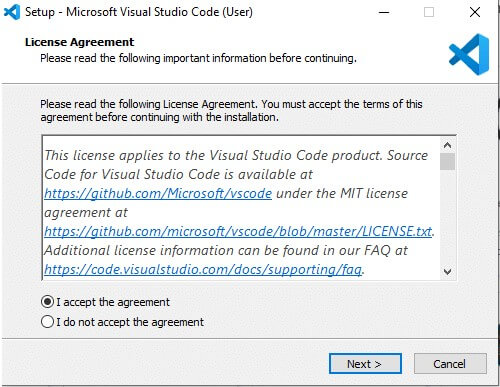 Setup - Microsoft Visual Studio Code (User)
License Agreement
Please read the following important information before continuing.
Please read the following License Agreement. You must accept the terms of this
agreement before continuing with the installation.
This license applies to the Visual Studio Code product. Source
Code for Visual Studio Code is available at
https://github.com/Microsoft/vscode under the MIT license
agreement at
https://github.com/microsoft/vscode/blob/master/LICENSE.txt.
Additional license information can be found in our FAQ at
https://code.visualstudio.com/docs/supporting/faq.
I accept the agreement
I do not accept the agreement
Next >
Cancel